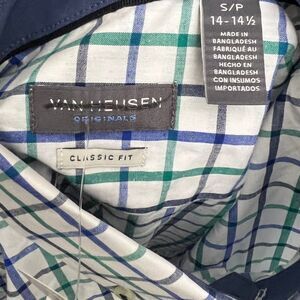 S/P
14-14½
MADE IN
BANGLADESH
FABRIQUÉ AU
BANGLADESH
HECHO EN
BANGLADESH
CON INSUMOS
IMPORTADOS
VAN HEUSEN
ORIGINALS
CLASSIC FIT